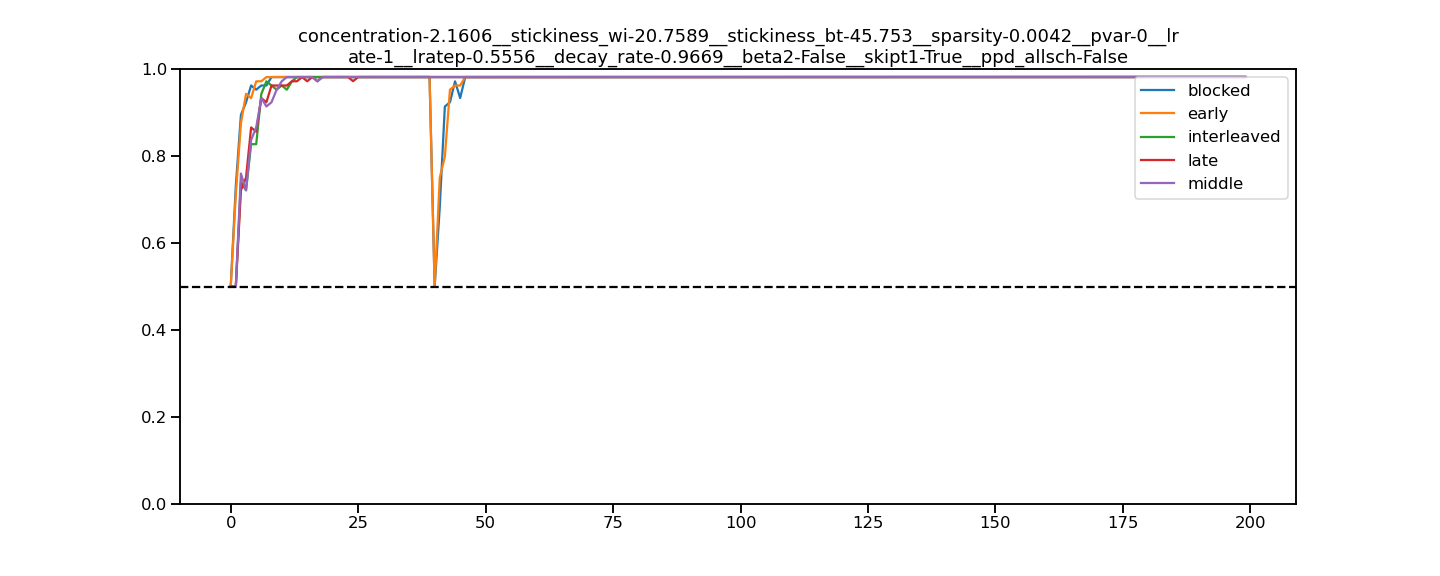 concentration-2.1606__stickiness_wi-20.7589__stickiness_bt-45.753__sparsity-0.0042__pvar-0__lr
ate-1__lratep-0.5556__decay_rate-0.9669__beta2-False__skipt1-True__ppd_allsch-False
1.0
0.8
0.6
0.4
0.2
0.0
blocked
early
interleaved
late
middle
0 25 50 75 100 125 150 175 200